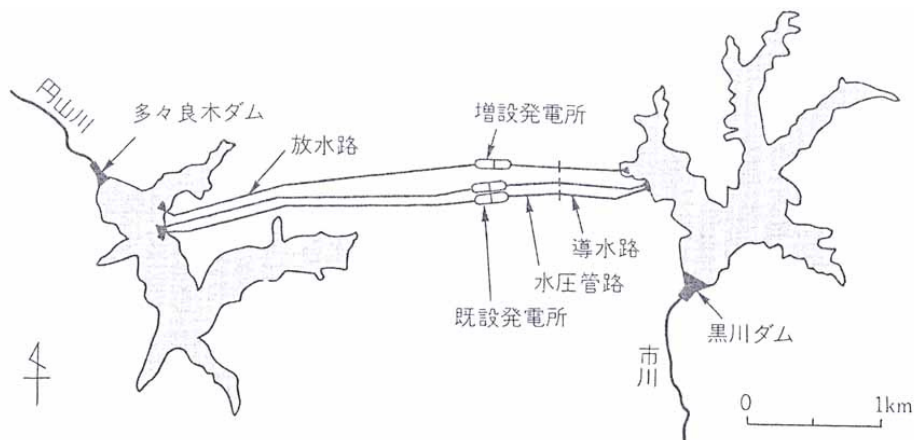 円山川
多々良木ダム
放水路
増設発電所
導水路
水圧管路
既設発電所
黒川ダム
市川
0
1km